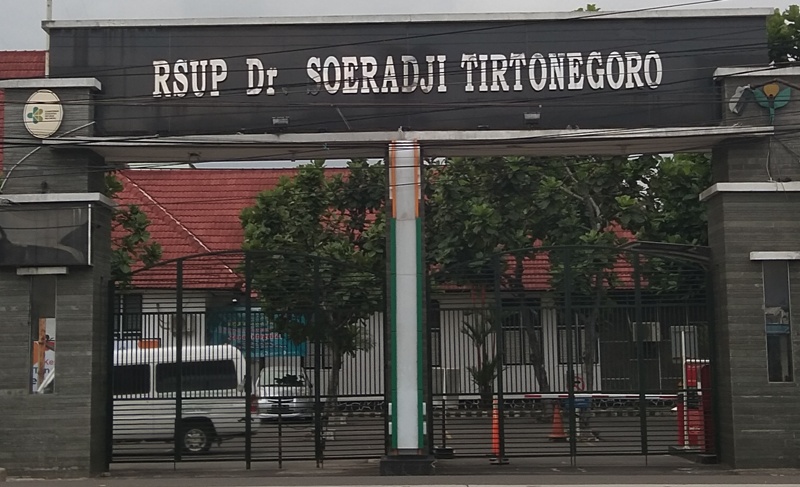 RSUP Dr. SOERADJI TIRTONEGORO